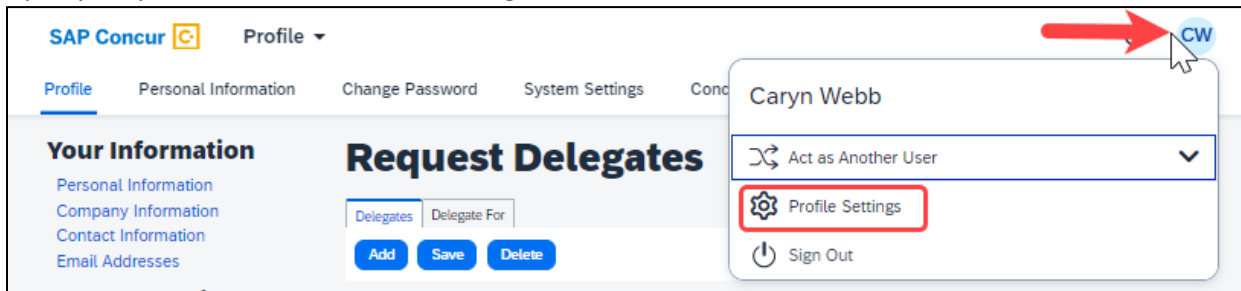 SAP Concur C Profile
CW
Profile Personal Information Change Password System Settings Conc
Caryn Webb
Act as Another User
Profile Settings
Sign Out
Your Information
Personal Information
Company Information
Contact Information
Email Addresses
Request Delegates
Delegates Delegate For
Add Save Delete